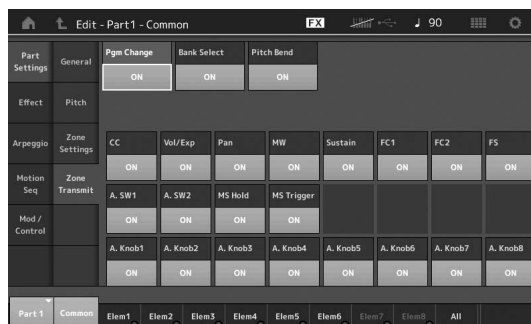 Edit - Part1 - Common FX ♩ 90
Part Settings
General
Pgm Change Bank Select Pitch Bend
ON ON ON
Effect
Pitch
Arpeggio
Zone Settings
CC Vol/Exp Pan MW Sustain FC1 FC2 FS
ON ON ON ON ON ON ON ON
Motion Seq
Zone Transmit
A. SW1 A. SW2 MS Hold MS Trigger
ON ON ON ON
Mod / Control
A. Knob1 A. Knob2 A. Knob3 A. Knob4 A. Knob5 A. Knob6 A. Knob7 A. Knob8
ON ON ON ON ON ON ON ON
Part 1 Common Elem1 Elem2 Elem3 Elem4 Elem5 Elem6 Elem7 Elem8 All